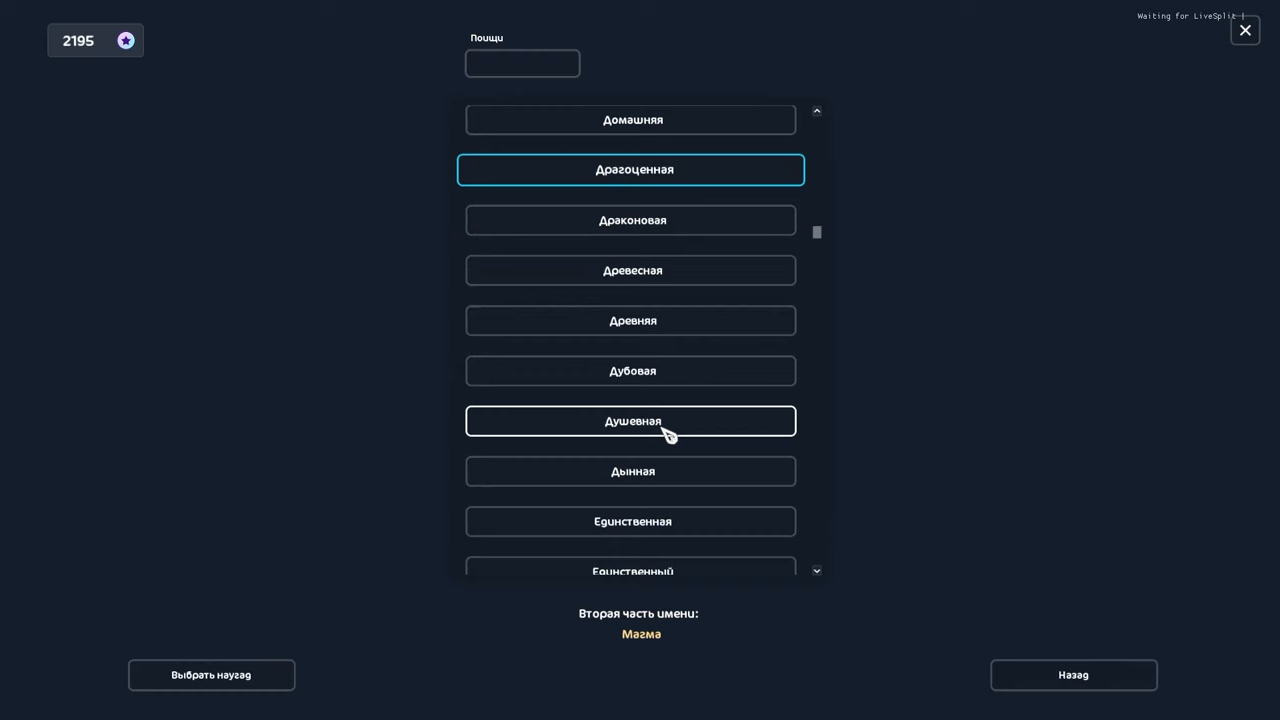 Waiting for LiveSplit |
2195
Поищи
Домашняя
Драгоценная
Драконовая
Древесная
Древняя
Дубовая
Душевная
Дынная
Единственная
Единственный
Вторая часть имени:
Магма
Выбрать наугад
Назад